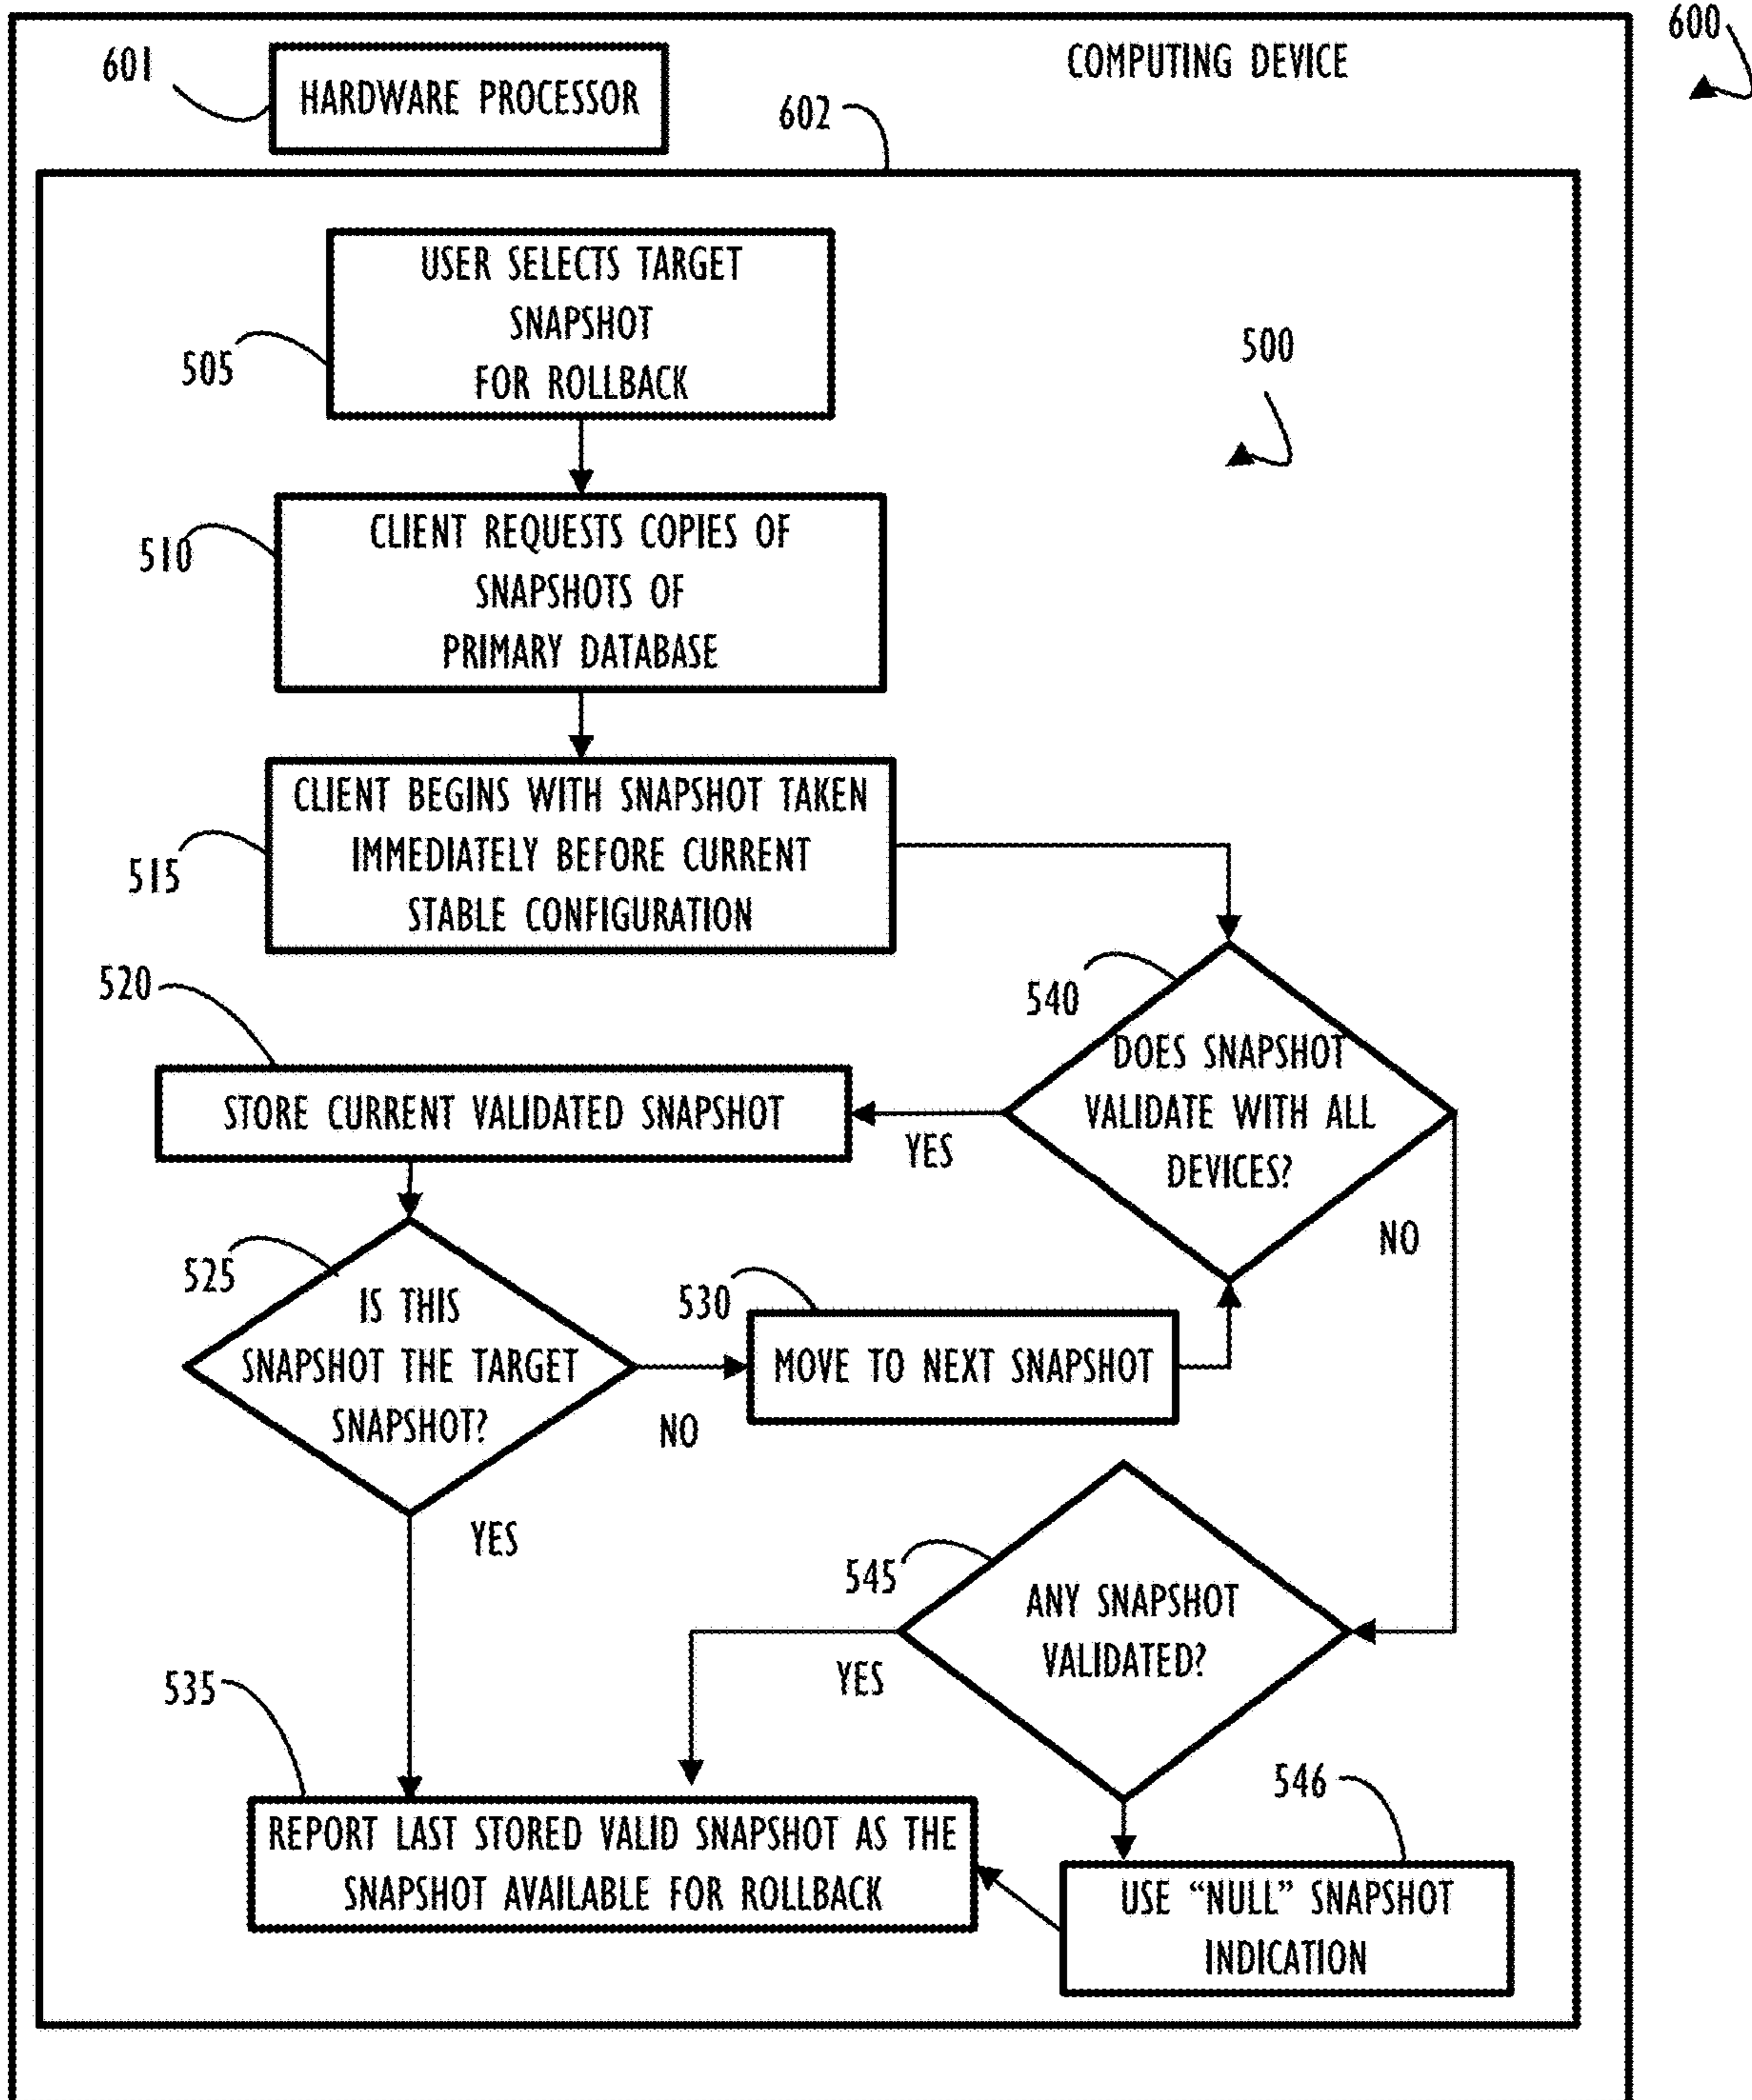 600
601
HARDWARE PROCESSOR
COMPUTING DEVICE
602
USER SELECTS TARGET
SNAPSHOT
FOR ROLLBACK
505
500
CLIENT REQUESTS COPIES OF
SNAPSHOTS OF
PRIMARY DATABASE
510
CLIENT BEGINS WITH SNAPSHOT TAKEN
IMMEDIATELY BEFORE CURRENT
STABLE CONFIGURATION
515
520
540
DOES SNAPSHOT
VALIDATE WITH ALL
DEVICES?
STORE CURRENT VALIDATED SNAPSHOT
YES
NO
525
IS THIS
SNAPSHOT THE TARGET
SNAPSHOT?
530
MOVE TO NEXT SNAPSHOT
NO
YES
545
ANY SNAPSHOT
VALIDATED?
YES
535
546
REPORT LAST STORED VALID SNAPSHOT AS THE
SNAPSHOT AVAILABLE FOR ROLLBACK
USE “NULL” SNAPSHOT
INDICATION